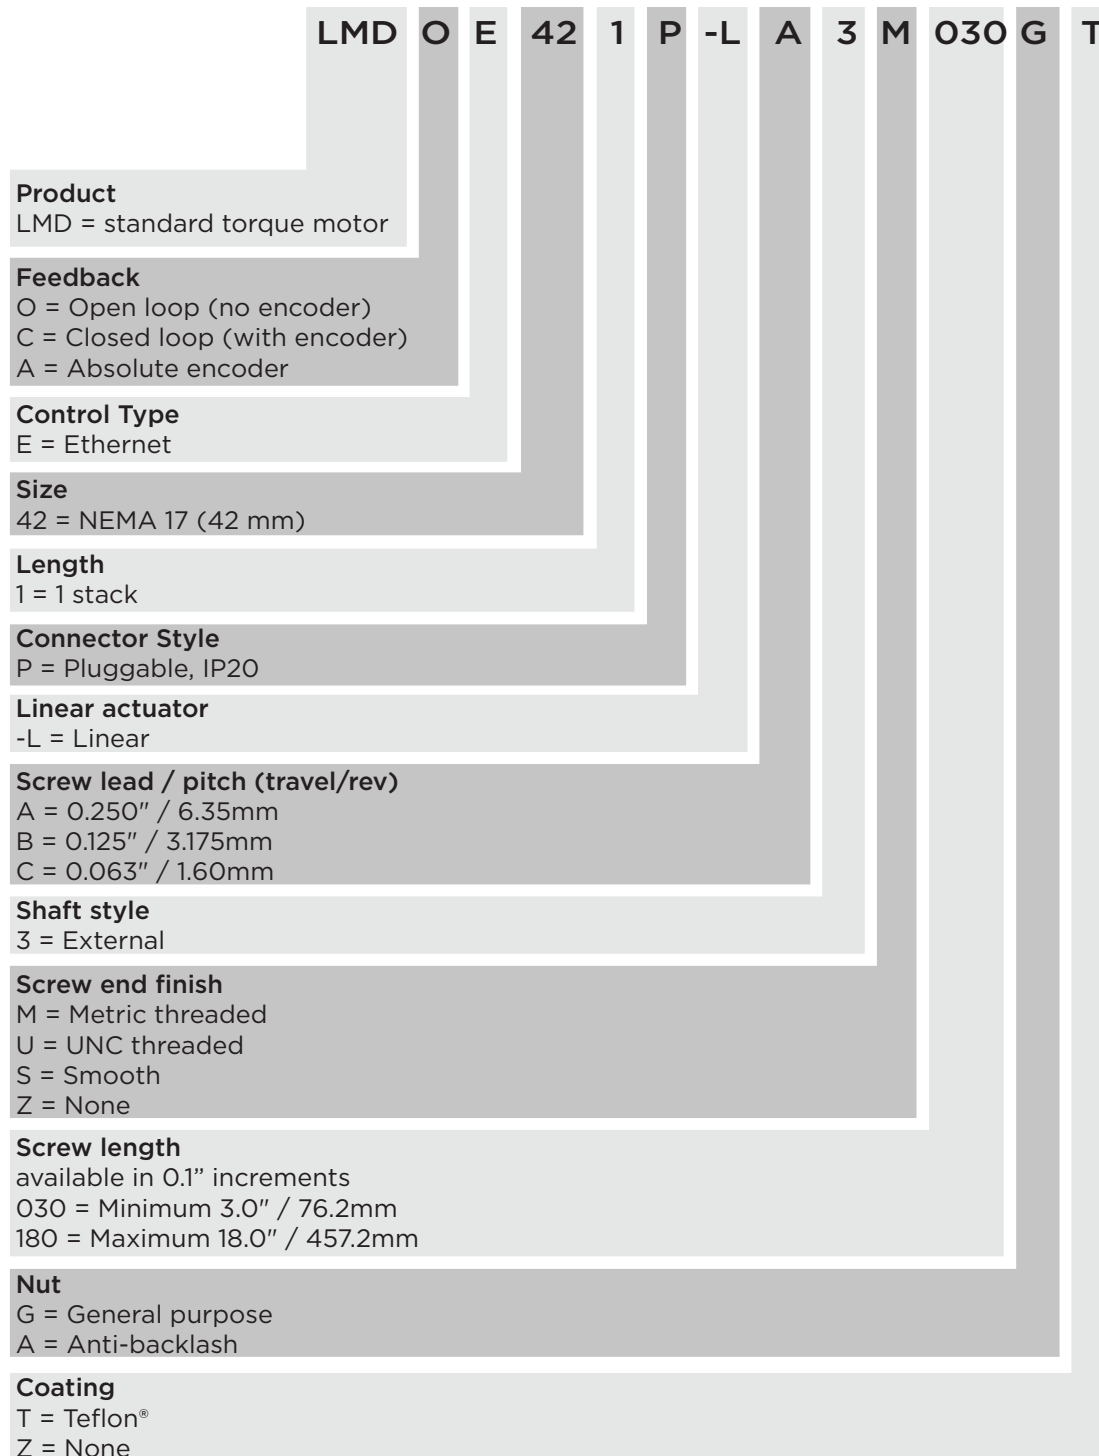 LMD O E 42 1 P -L A 3 M 030 G T
Product
LMD = standard torque motor
Feedback
O = Open loop (no encoder)
C = Closed loop (with encoder)
A = Absolute encoder
Control Type
E = Ethernet
Size
42 = NEMA 17 (42 mm)
Length
1 = 1 stack
Connector Style
P = Pluggable, IP20
Linear actuator
-L = Linear
Screw lead / pitch (travel/rev)
A = 0.250" / 6.35mm
B = 0.125" / 3.175mm
C = 0.063" / 1.60mm
Shaft style
3 = External
Screw end finish
M = Metric threaded
U = UNC threaded
S = Smooth
Z = None
Screw length
available in 0.1” increments
030 = Minimum 3.0" / 76.2mm
180 = Maximum 18.0" / 457.2mm
Nut
G = General purpose
A = Anti-backlash
Coating
T = Teflon®
Z = None